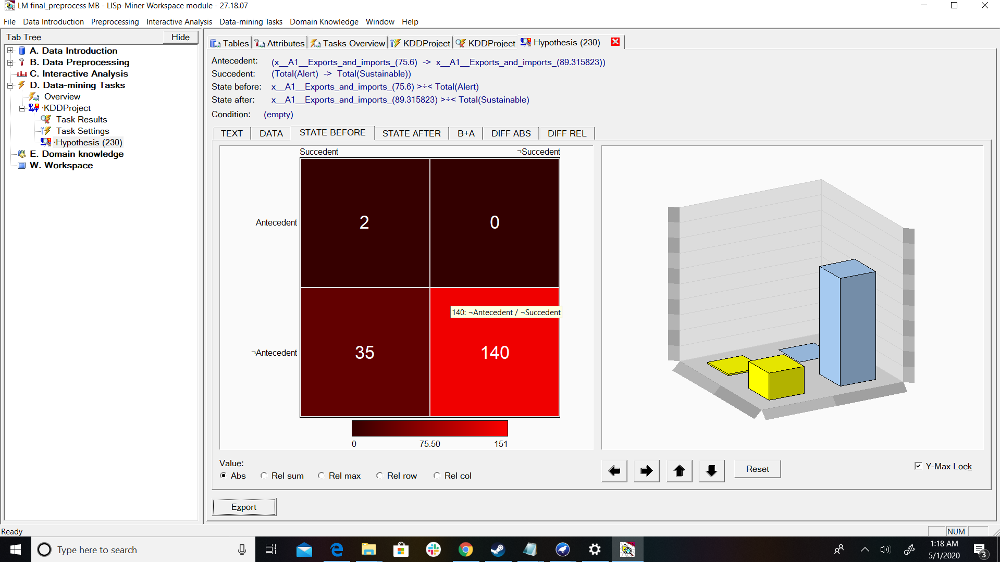 LM final_preprocess MB - LISp-Miner Workspace module - 27.18.07
File Data Introduction Preprocessing Interactive Analysis Data-mining Tasks Domain Knowledge Window Help
Tab Tree Hide
A. Data Introduction
B. Data Preprocessing
C. Interactive Analysis
D. Data-mining Tasks
Overview
·KDDProject
Task Results
Task Settings
·Hypothesis (230)
E. Domain knowledge
W. Workspace
Tables Attributes Tasks Overview KDDProject KDDProject Hypothesis (230)
Antecedent: (x__A1__Exports_and_imports_(75.6) -> x__A1__Exports_and_imports_(89.315823))
Succedent: (Total(Alert) -> Total(Sustainable))
State before: x__A1__Exports_and_imports_(75.6) >÷< Total(Alert)
State after: x__A1__Exports_and_imports_(89.315823) >÷< Total(Sustainable)
Condition: (empty)
TEXT DATA STATE BEFORE STATE AFTER B+A DIFF ABS DIFF REL
Succedent ¬Succedent
Antecedent 2 0
140: ¬Antecedent / ¬Succedent
¬Antecedent 35 140
0 75.50 151
Value:
Abs Rel sum Rel max Rel row Rel col
Reset
Y-Max Lock
Export
Ready
NUM
Type here to search
1:18 AM
5/1/2020
3